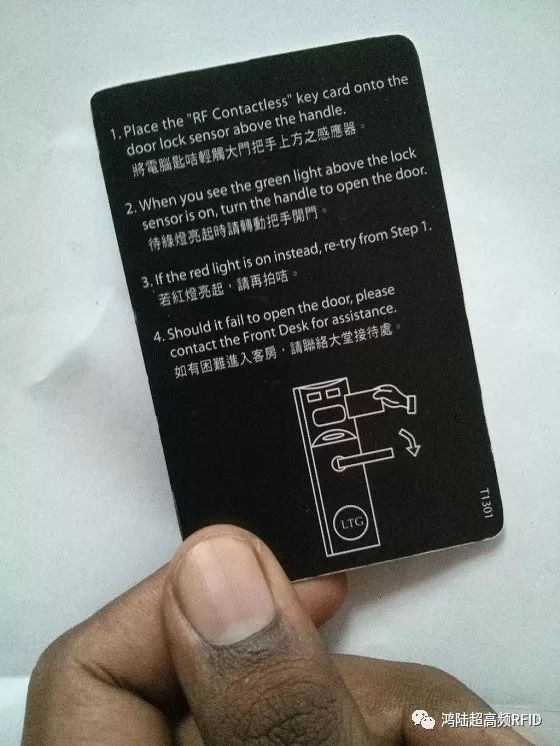 1. Place the "RF Contactless" key card onto the
door lock sensor above the handle.
將電腦匙咭輕觸大門把手上方之感應器。
2. When you see the green light above the lock
sensor is on, turn the handle to open the door.
待綠燈亮起時請轉動把手開門。
3. If the red light is on instead, re-try from Step 1.
若紅燈亮起，請再拍咭。
4. Should it fail to open the door, please
contact the Front Desk for assistance.
如有困難進入客房，請聯絡大堂接待處。
LTG
T1301
鸿陆超高频RFID